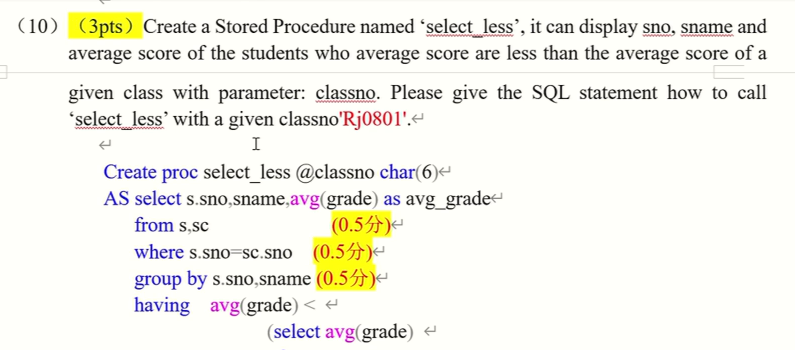 （10）（3pts）Create a Stored Procedure named ‘select_less’, it can display sno, sname and
average score of the students who average score are less than the average score of a
given class with parameter: classno. Please give the SQL statement how to call
‘select_less’ with a given classno'Rj0801'.↵
↵
Create proc select_less @classno char(6)↵
AS select s.sno,sname,avg(grade) as avg_grade↵
from s,sc (0.5分)↵
where s.sno=sc.sno (0.5分)↵
group by s.sno,sname (0.5分)↵
having avg(grade) < ↵
(select avg(grade) ↵